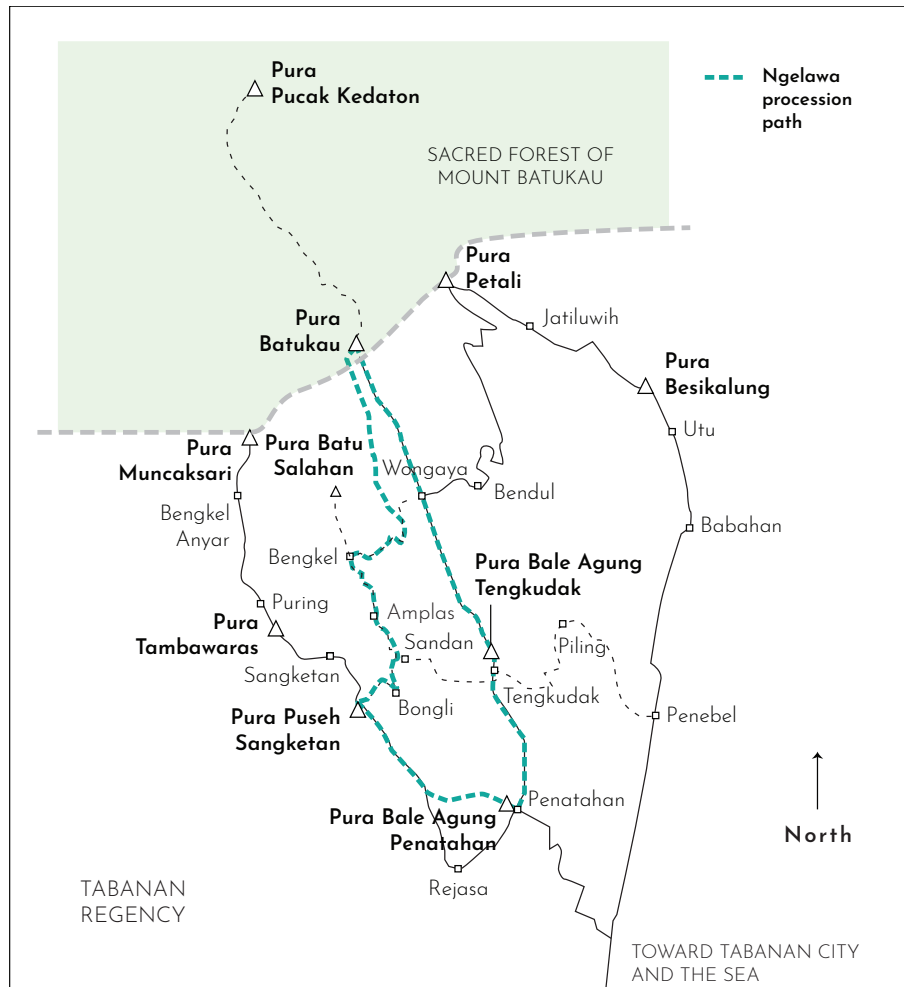 Pura
Pucak Kedaton
Ngelawa
procession
path
SACRED FOREST OF
MOUNT BATUKAU
Pura
Petali
Jatiluwih
Pura
Batukau
Pura
Besikalung
Utu
Pura
Muncaksari
Pura Batu
Salahan
Wongaya
Bendul
Bengkel
Anyar
Babahan
Bengkel
Pura Bale Agung
Tengkudak
Puring
Amplas
Pura
Tambawaras
Sandan
Piling
Sangketan
Tengkudak
Bongli
Penebel
Pura Puseh
Sangketan
Penatahan
Pura Bale Agung
Penatahan
North
Rejasa
TABANAN
REGENCY
TOWARD TABANAN CITY
AND THE SEA